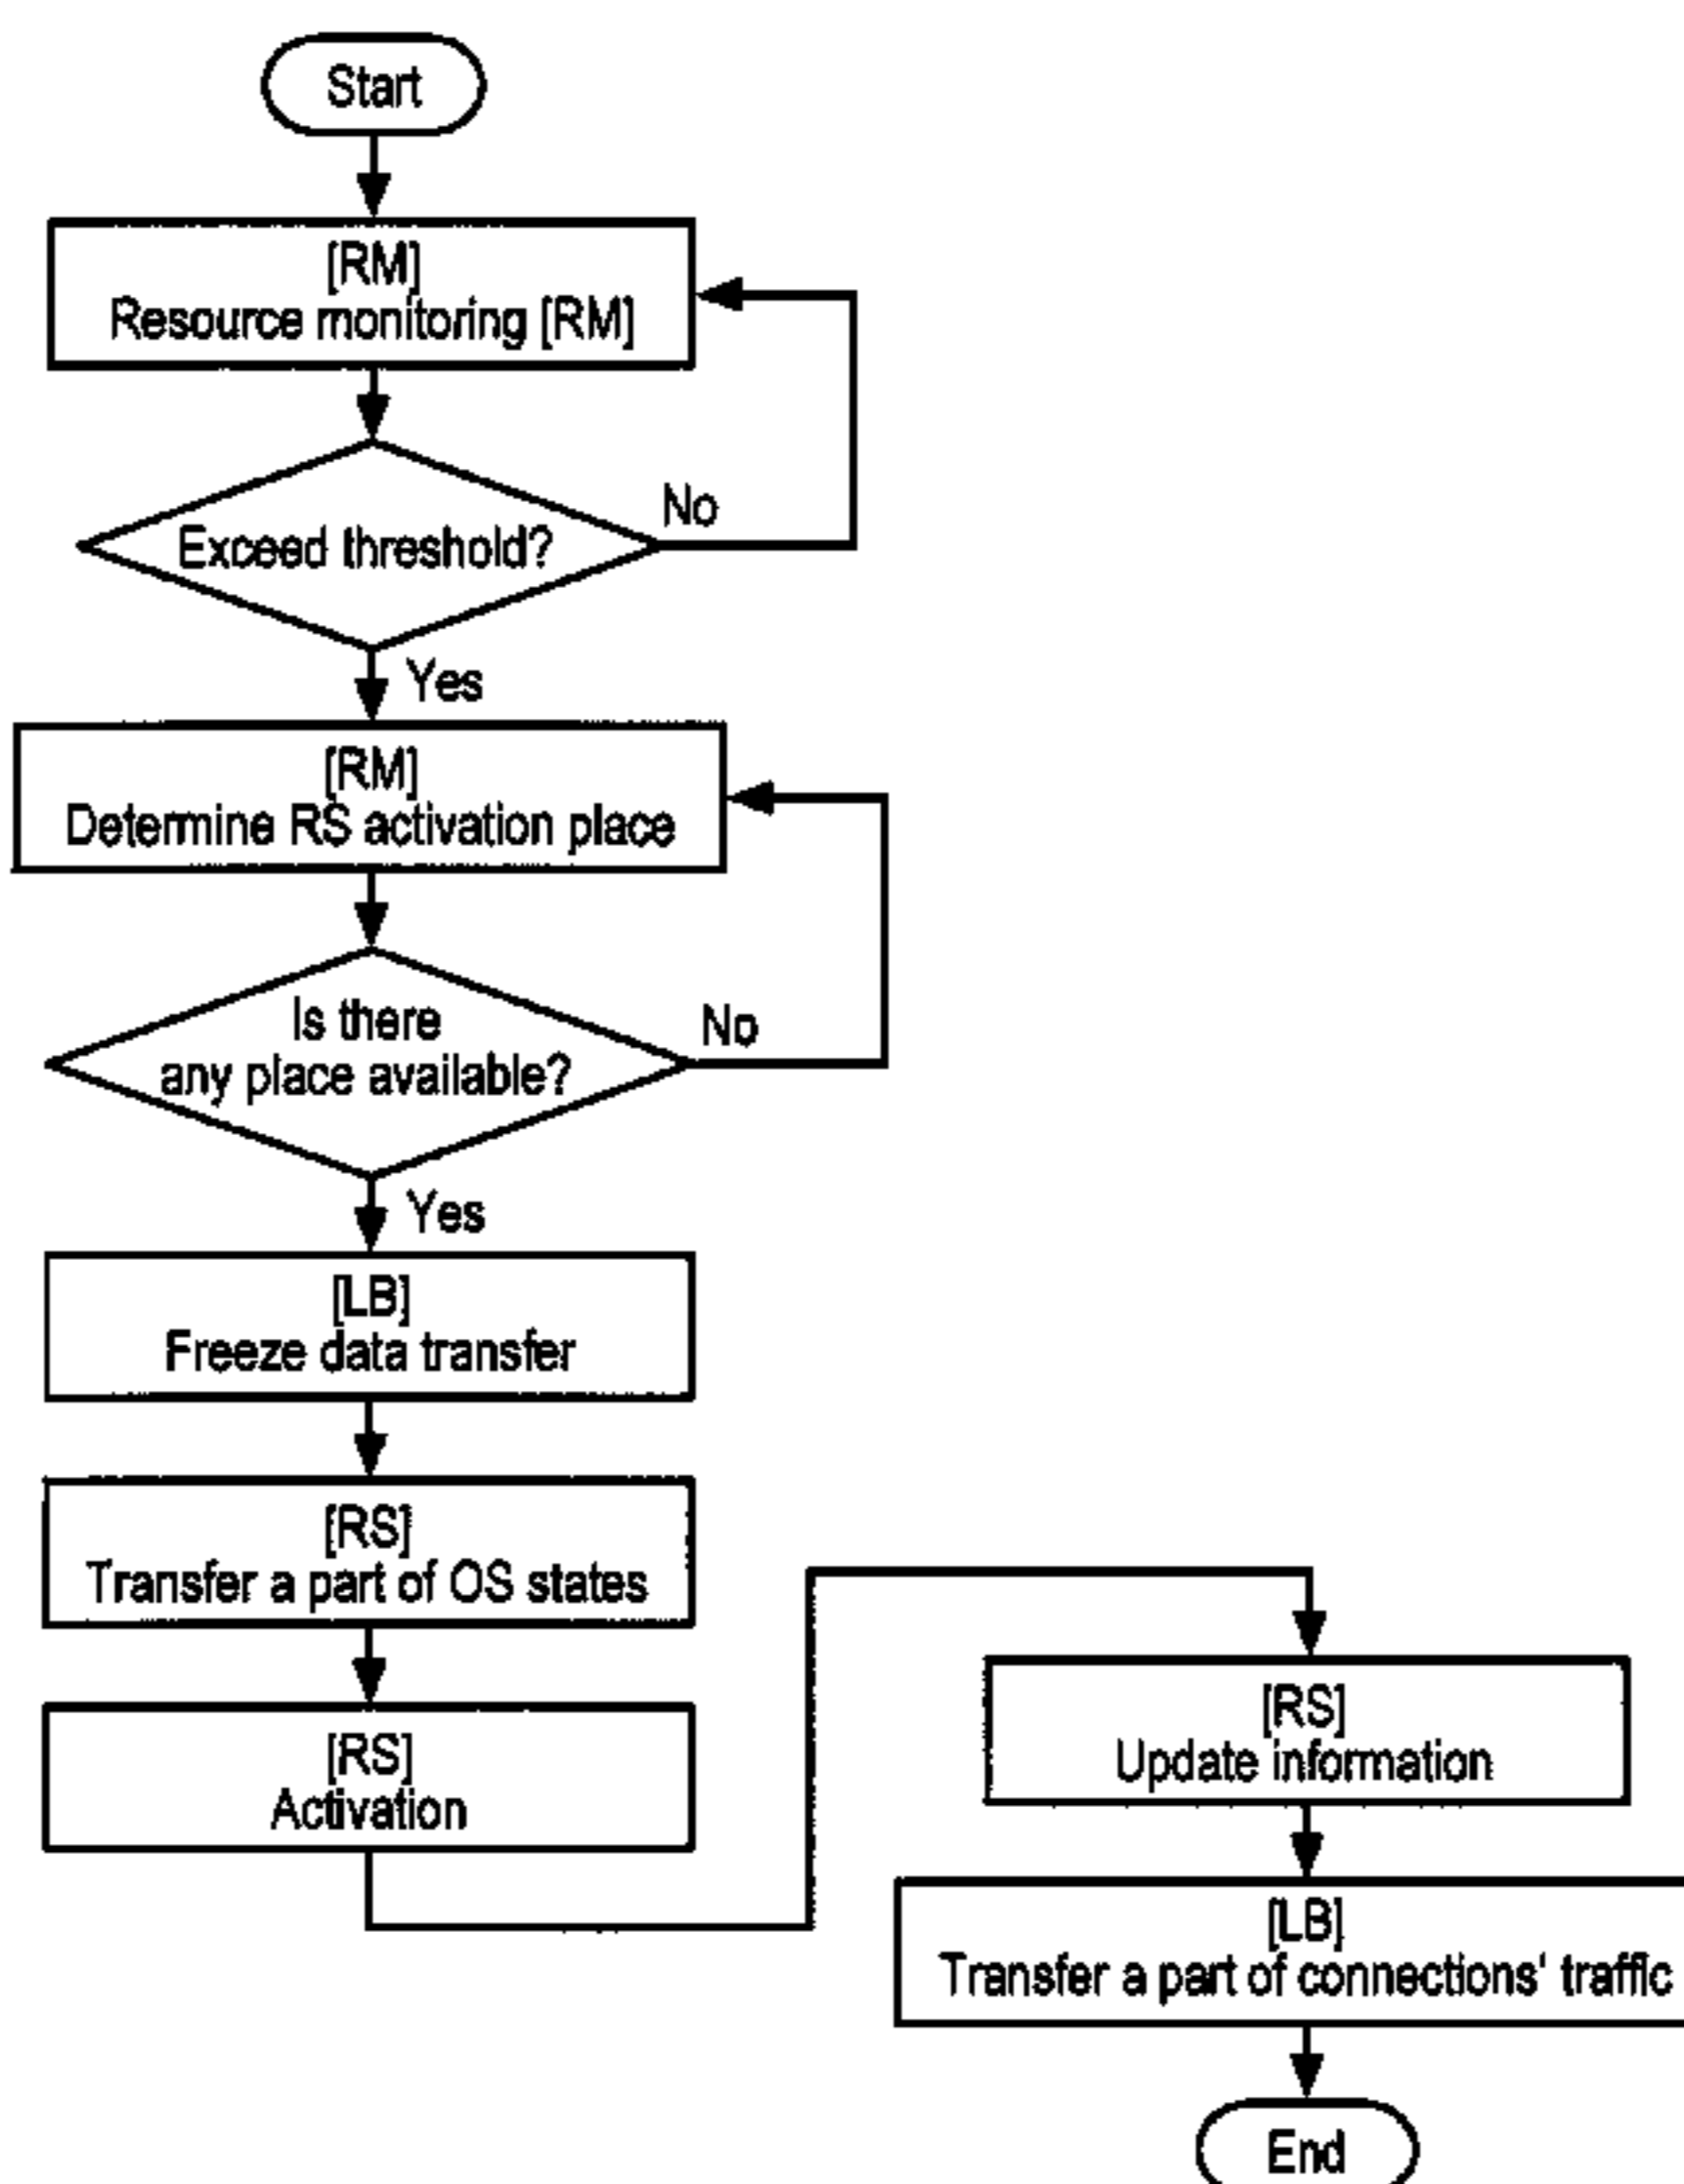 Start
[RM]
Resource monitoring [RM]
Exceed threshold?
No
Yes
[RM]
Determine RS activation place
Is there
any place available?
No
Yes
[LB]
Freeze data transfer
[RS]
Transfer a part of OS states
[RS]
Activation
[RS]
Update information
[LB]
Transfer a part of connections' traffic
End